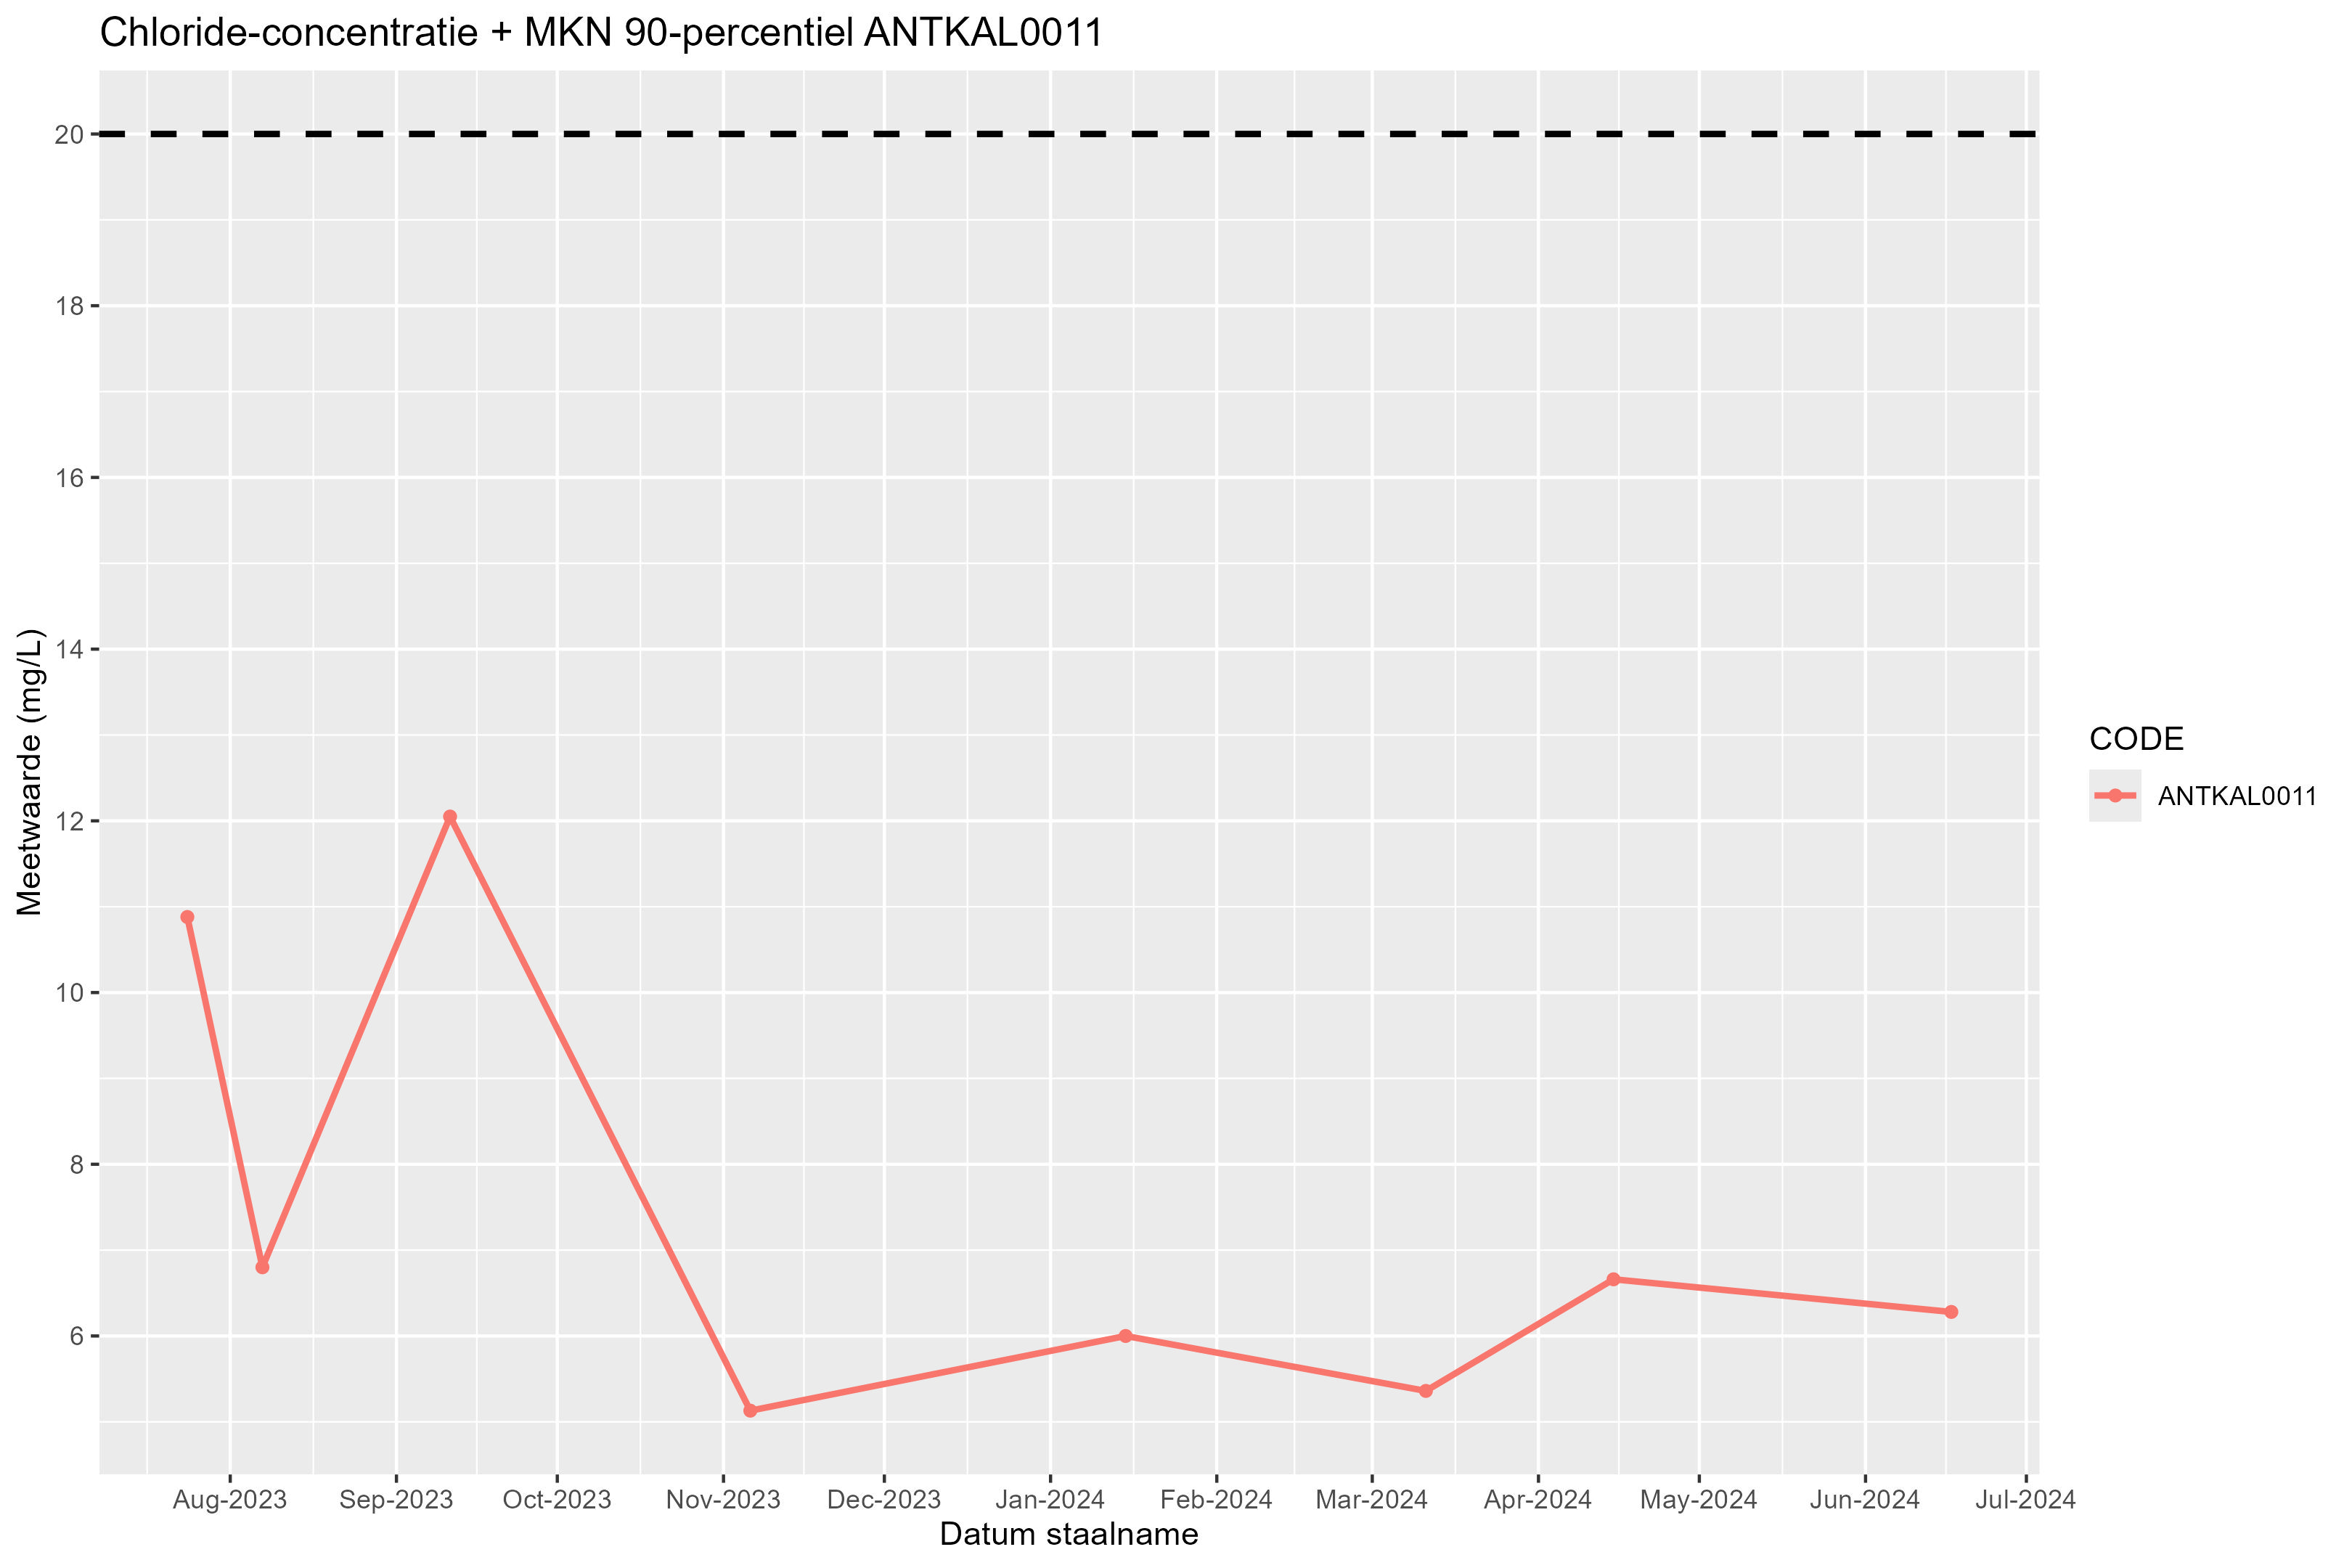 Chloride-concentratie + MKN 90-percentiel ANTKAL0011
Meetwaarde (mg/L)
20
18
16
14
12
10
8
6
Aug-2023 Sep-2023 Oct-2023 Nov-2023 Dec-2023 Jan-2024 Feb-2024 Mar-2024 Apr-2024 May-2024 Jun-2024 Jul-2024
Datum staalname
CODE
ANTKAL0011